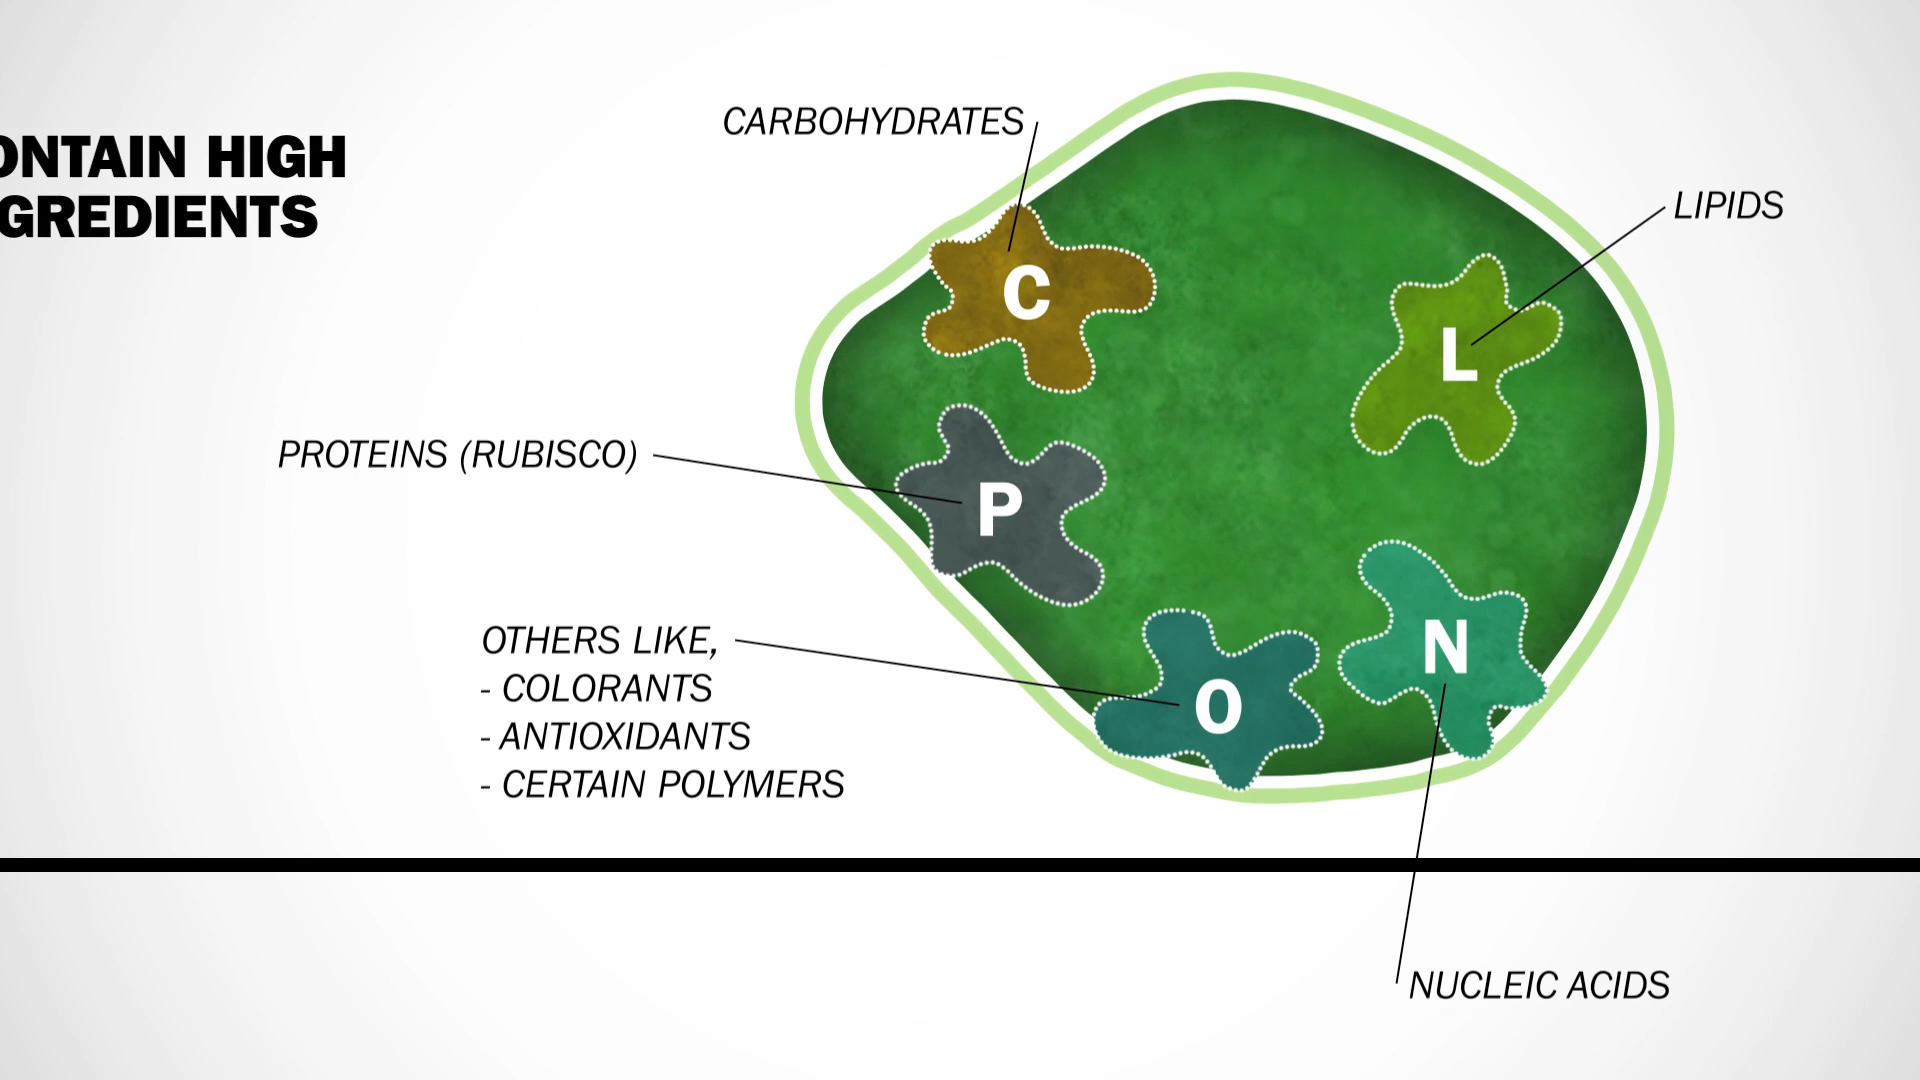 ONTAIN HIGH
GREDIENTS
CARBOHYDRATES
LIPIDS
C
L
PROTEINS (RUBISCO)
P
OTHERS LIKE,
- COLORANTS
- ANTIOXIDANTS
- CERTAIN POLYMERS
N
O
NUCLEIC ACIDS